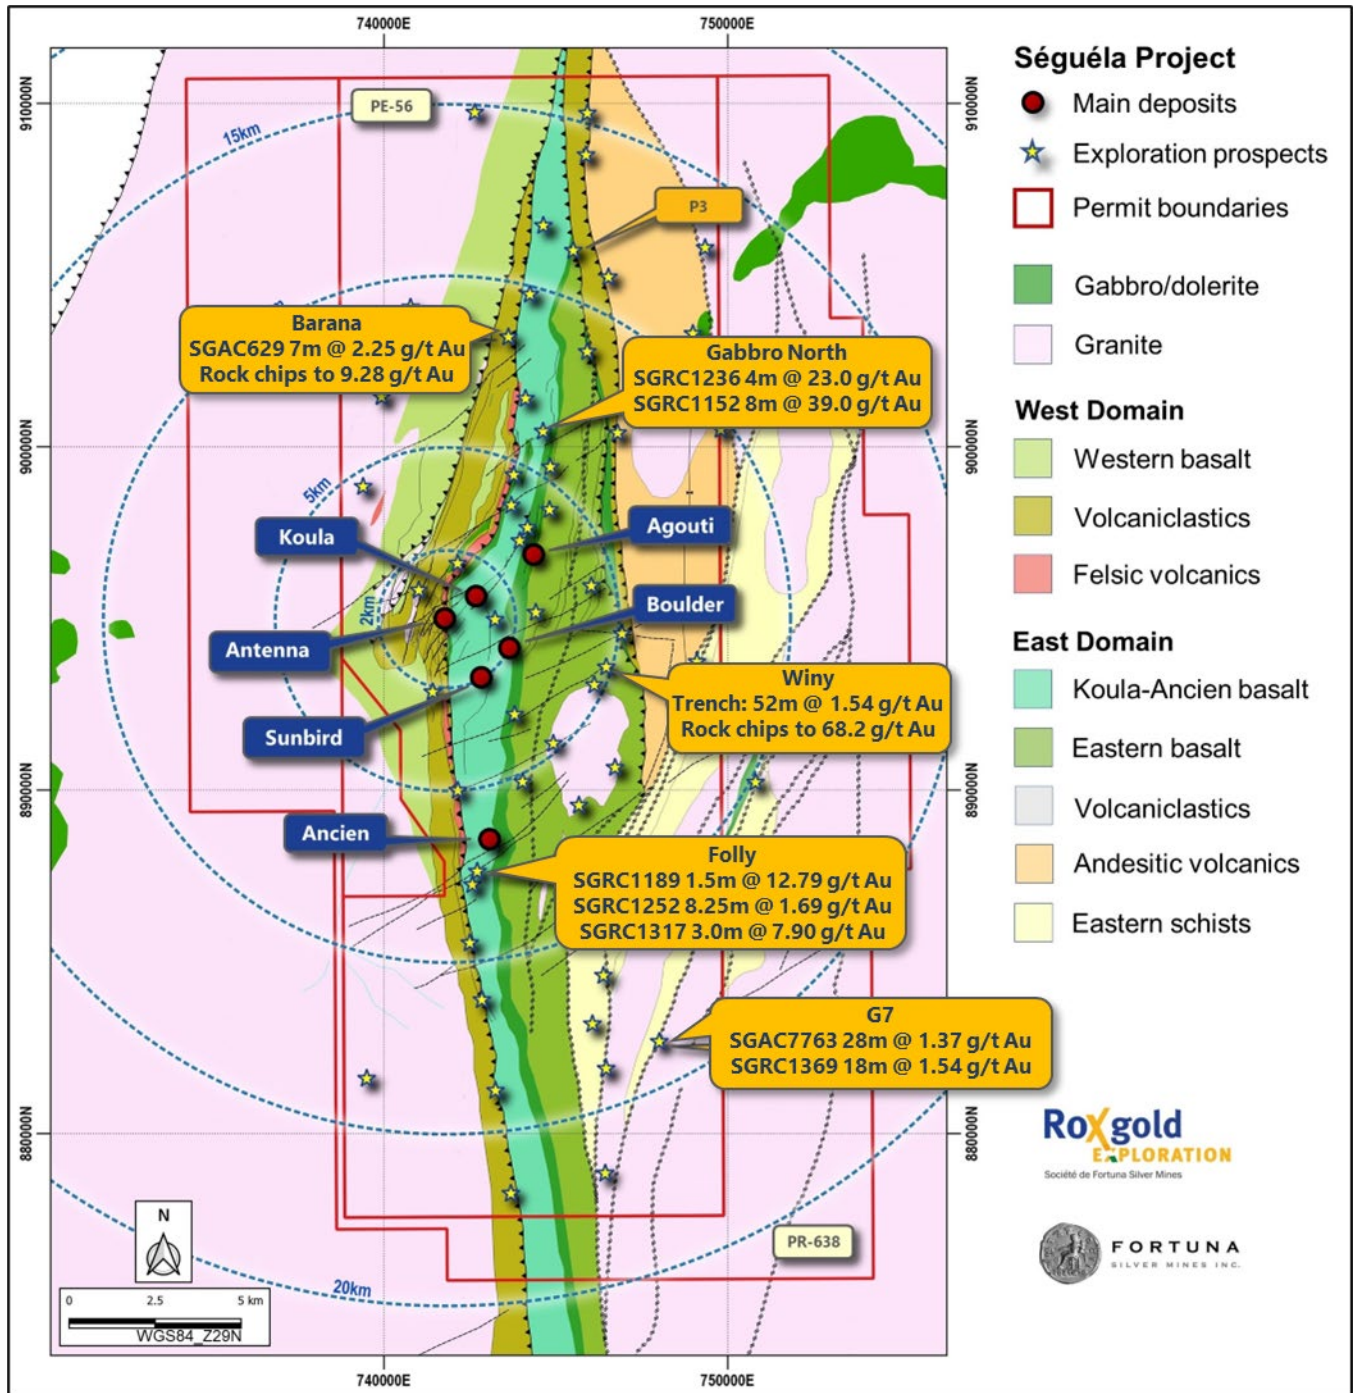 740000E
750000E
910000N
910000N
PE-56
15km
P3
Barana
SGAC629 7m @ 2.25 g/t Au
Rock chips to 9.28 g/t Au
Gabbro North
SGRC1236 4m @ 23.0 g/t Au
SGRC1152 8m @ 39.0 g/t Au
900000N
900000N
5km
Koula
Agouti
2km
Boulder
Antenna
Winy
Trench: 52m @ 1.54 g/t Au
Rock chips to 68.2 g/t Au
Sunbird
890000N
890000N
Ancien
Folly
SGRC1189 1.5m @ 12.79 g/t Au
SGRC1252 8.25m @ 1.69 g/t Au
SGRC1317 3.0m @ 7.90 g/t Au
G7
SGAC7763 28m @ 1.37 g/t Au
SGRC1369 18m @ 1.54 g/t Au
880000N
880000N
N
PR-638
20km
0 2.5 5 km
WGS84_Z29N
740000E
750000E
Séguéla Project
Main deposits
Exploration prospects
Permit boundaries
Gabbro/dolerite
Granite
West Domain
Western basalt
Volcaniclastics
Felsic volcanics
East Domain
Koula-Ancien basalt
Eastern basalt
Volcaniclastics
Andesitic volcanics
Eastern schists
Roxgold
EXPLORATION
Société de Fortuna Silver Mines
FORTUNA
SILVER MINES INC.